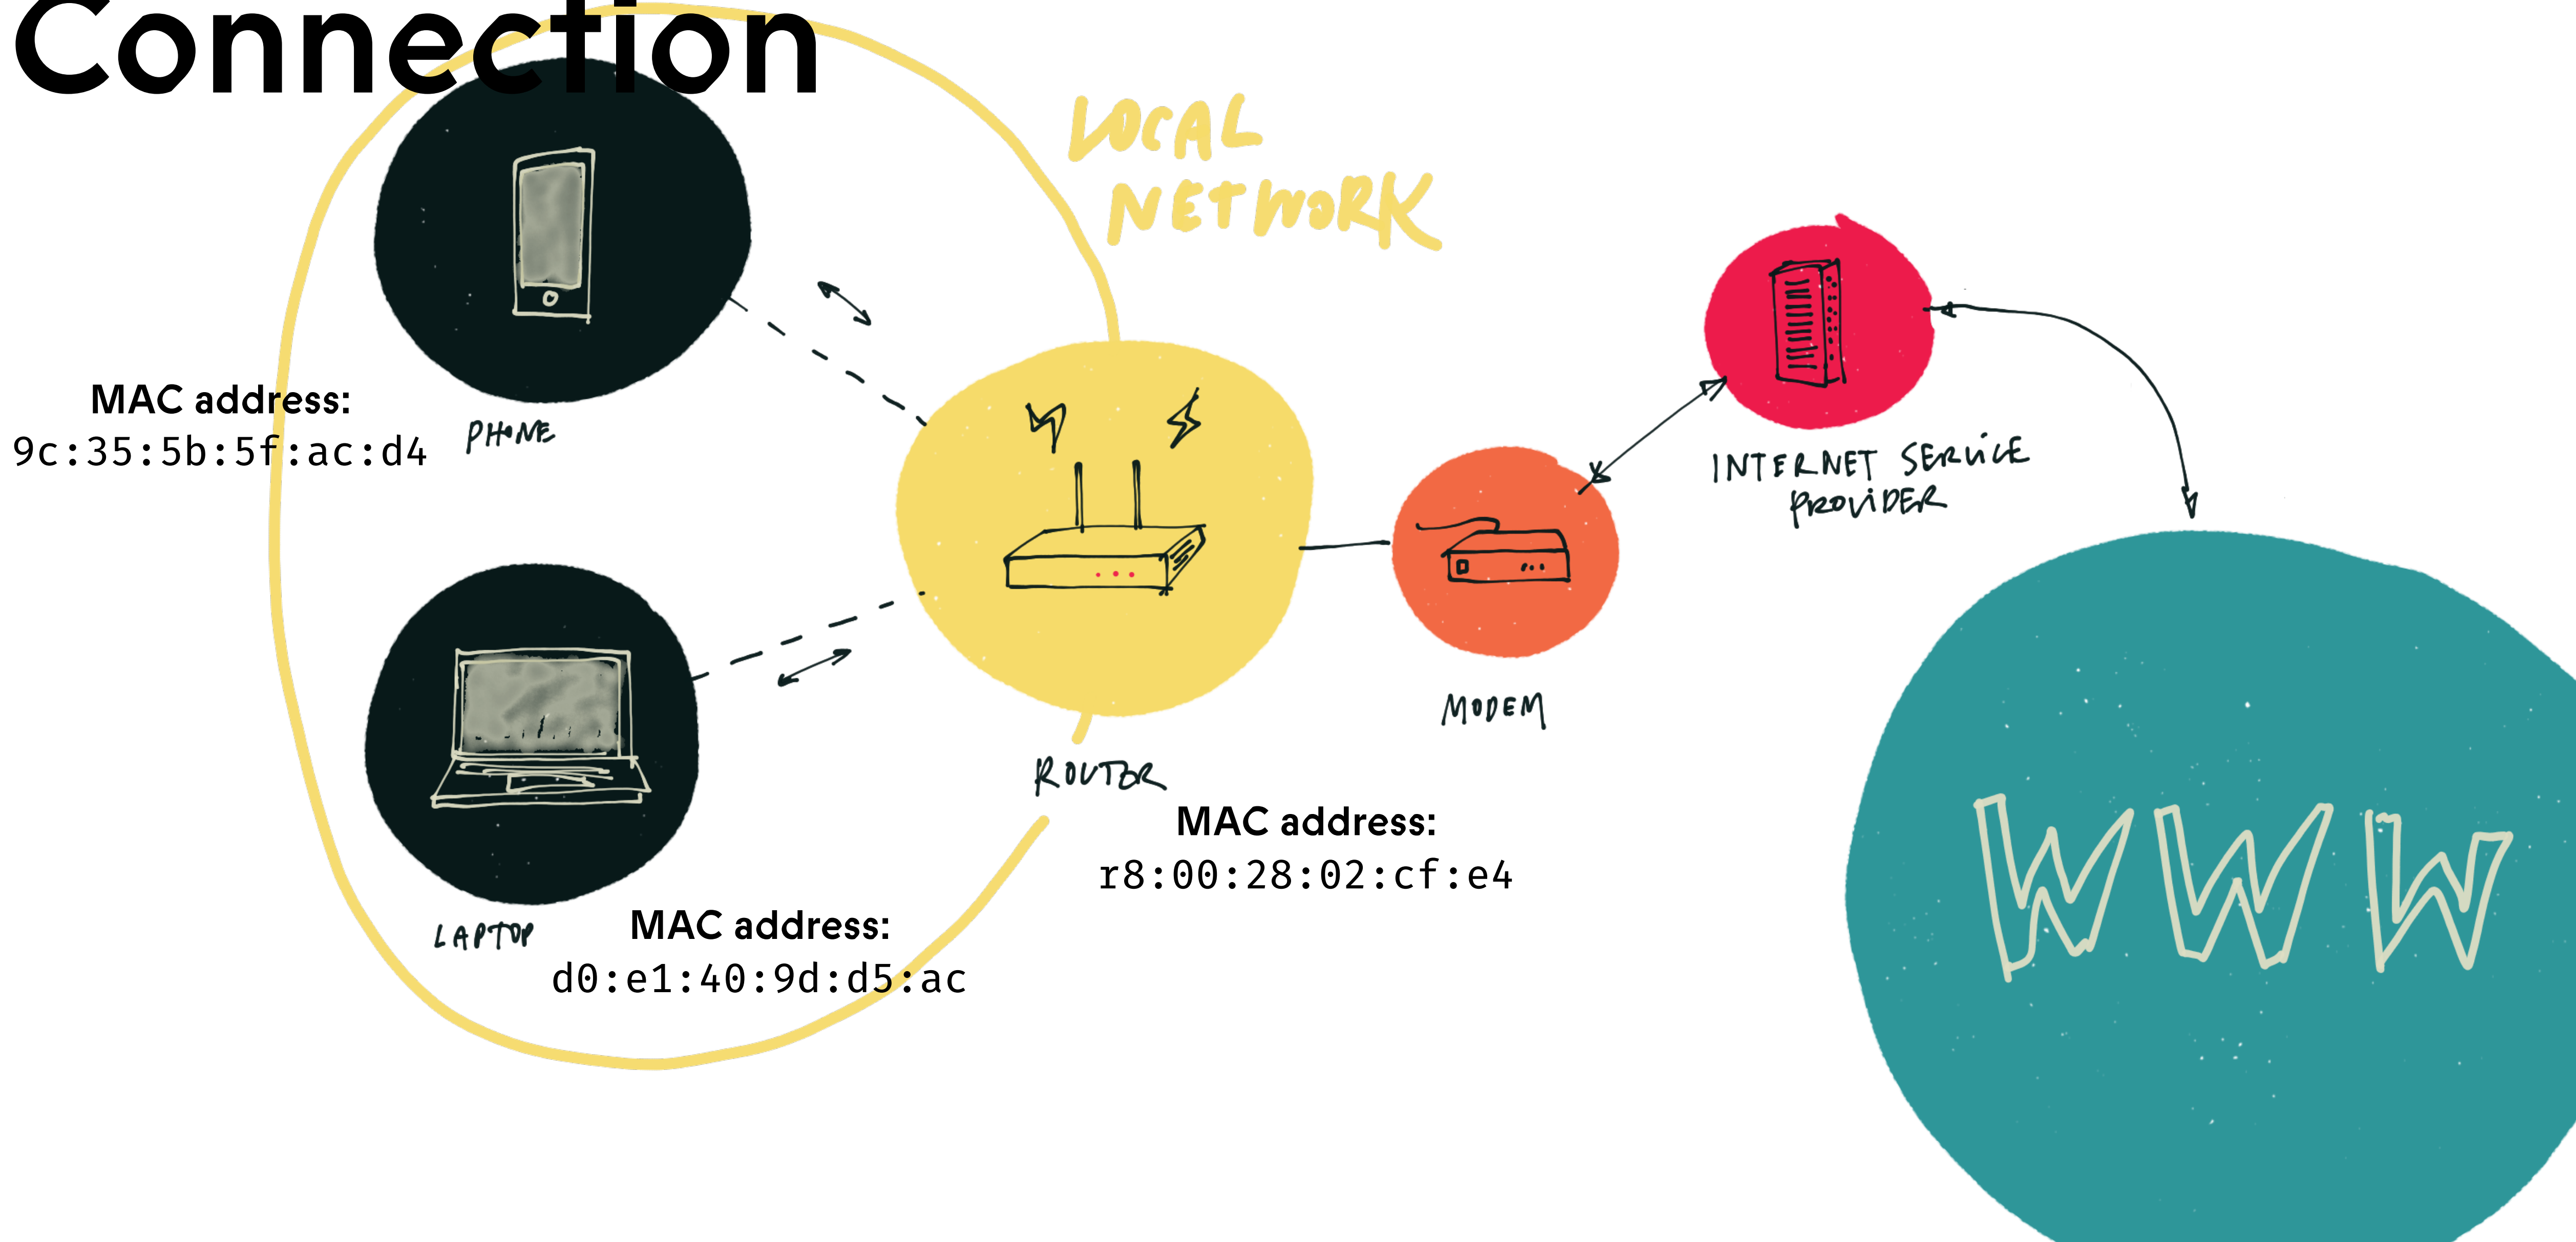 Connection
LOCAL
NETWORK
MAC address:
9c:35:5b:5f:ac:d4
PHONE
INTERNET SERVICE
PROVIDER
MODEM
ROUTER
MAC address:
r8:00:28:02:cf:e4
WWW
LAPTOP
MAC address:
d0:e1:40:9d:d5:ac